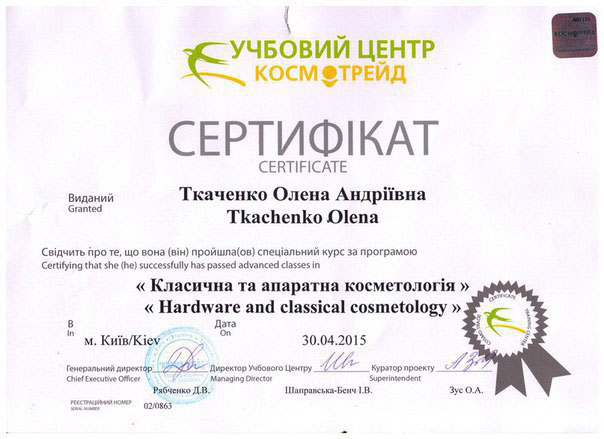 УЧБОВИЙ ЦЕНТР
КОСМОТРЕЙД
СЕРТИФІКАТ
CERTIFICATE
Виданий
Granted
Ткаченко Олена Андріївна
Tkachenko Olena
Свідчить про те, що вона (він) пройшла(ов) спеціальний курс за програмою
Certifying that she (he) successfully has passed advanced classes in
« Класична та апаратна косметологія »
« Hardware and classical cosmetology »
В
In
м. Київ/Kiev
Дата
On
30.04.2015
CERTIFICATE
TRAINING CENTER
Генеральний директор
Chief Executive Officer
Рябченко Д.В.
Директор Учбового Центру
Managing Director
Шаправська-Бенч І.В.
Куратор проекту
Superintendent
Зус О.А.
РЕЄСТРАЦІЙНИЙ НОМЕР
SERIAL NUMBER
02/0863